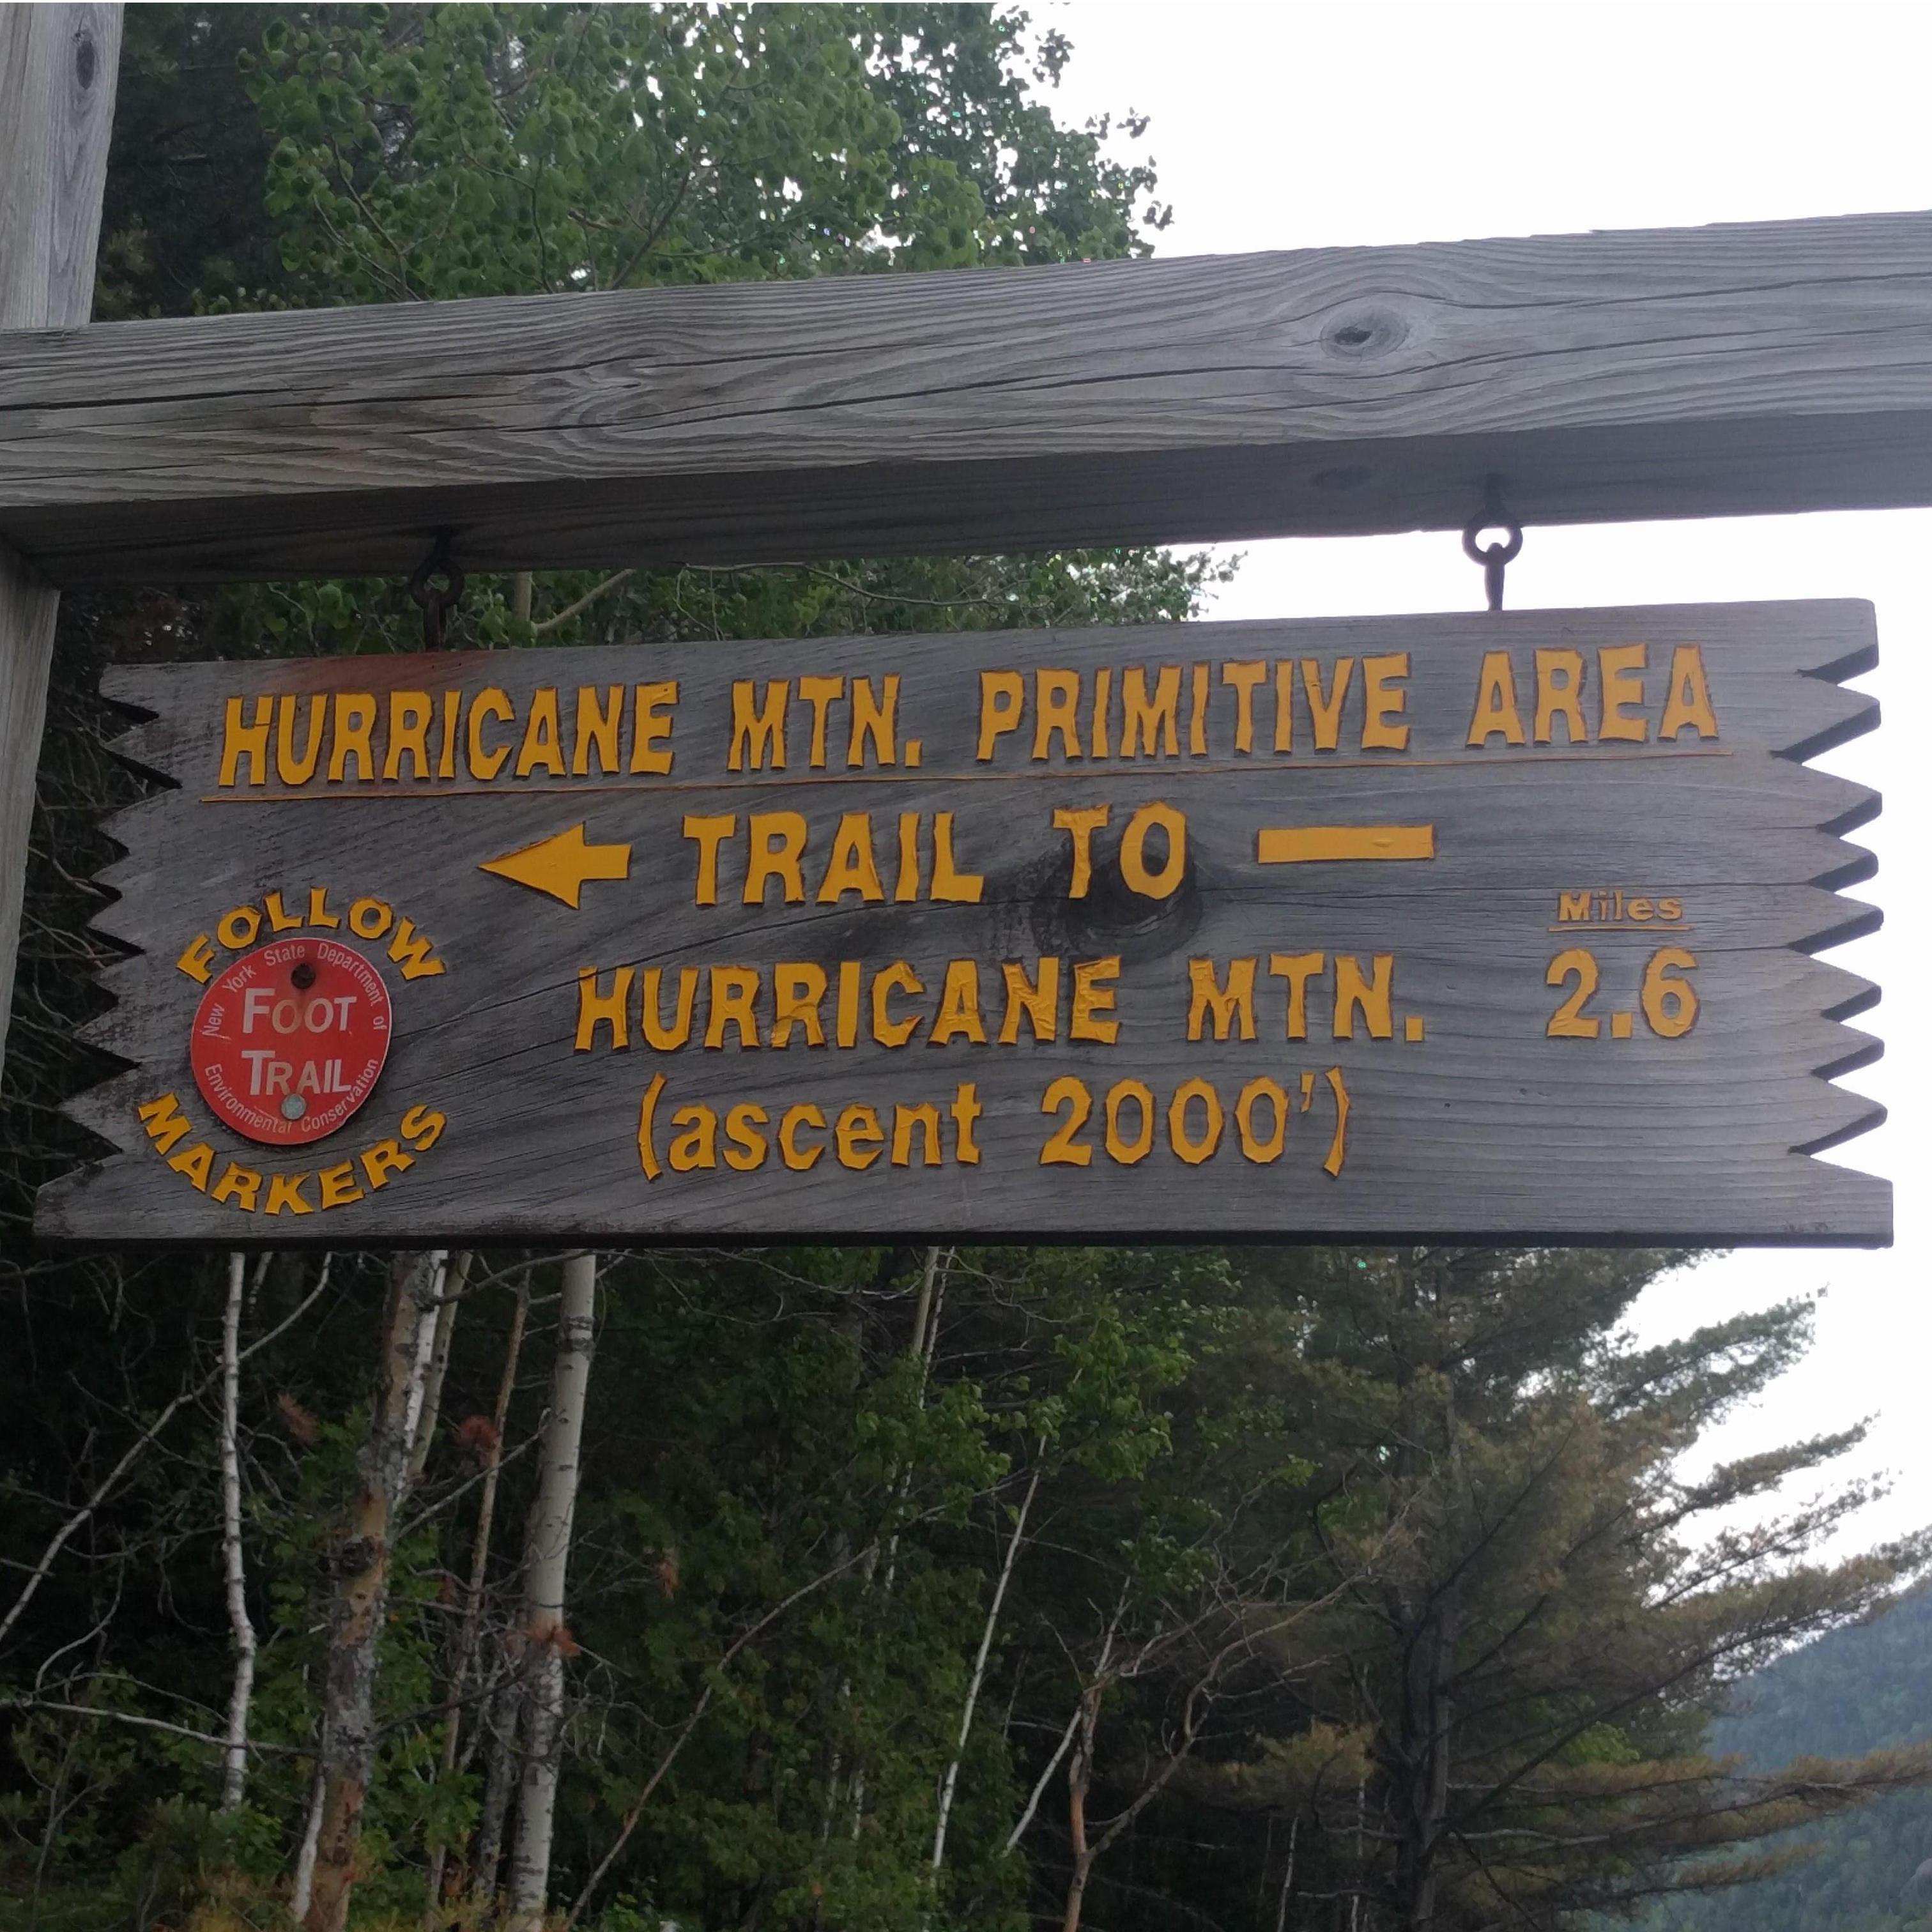 HURRICANE MTN. PRIMITIVE AREA
TRAIL TO
Miles
HURRICANE MTN. 2.6
(ascent 2000')
FOLLOW
New York State Department of
FOOT
TRAIL
Environmental Conservation
MARKERS